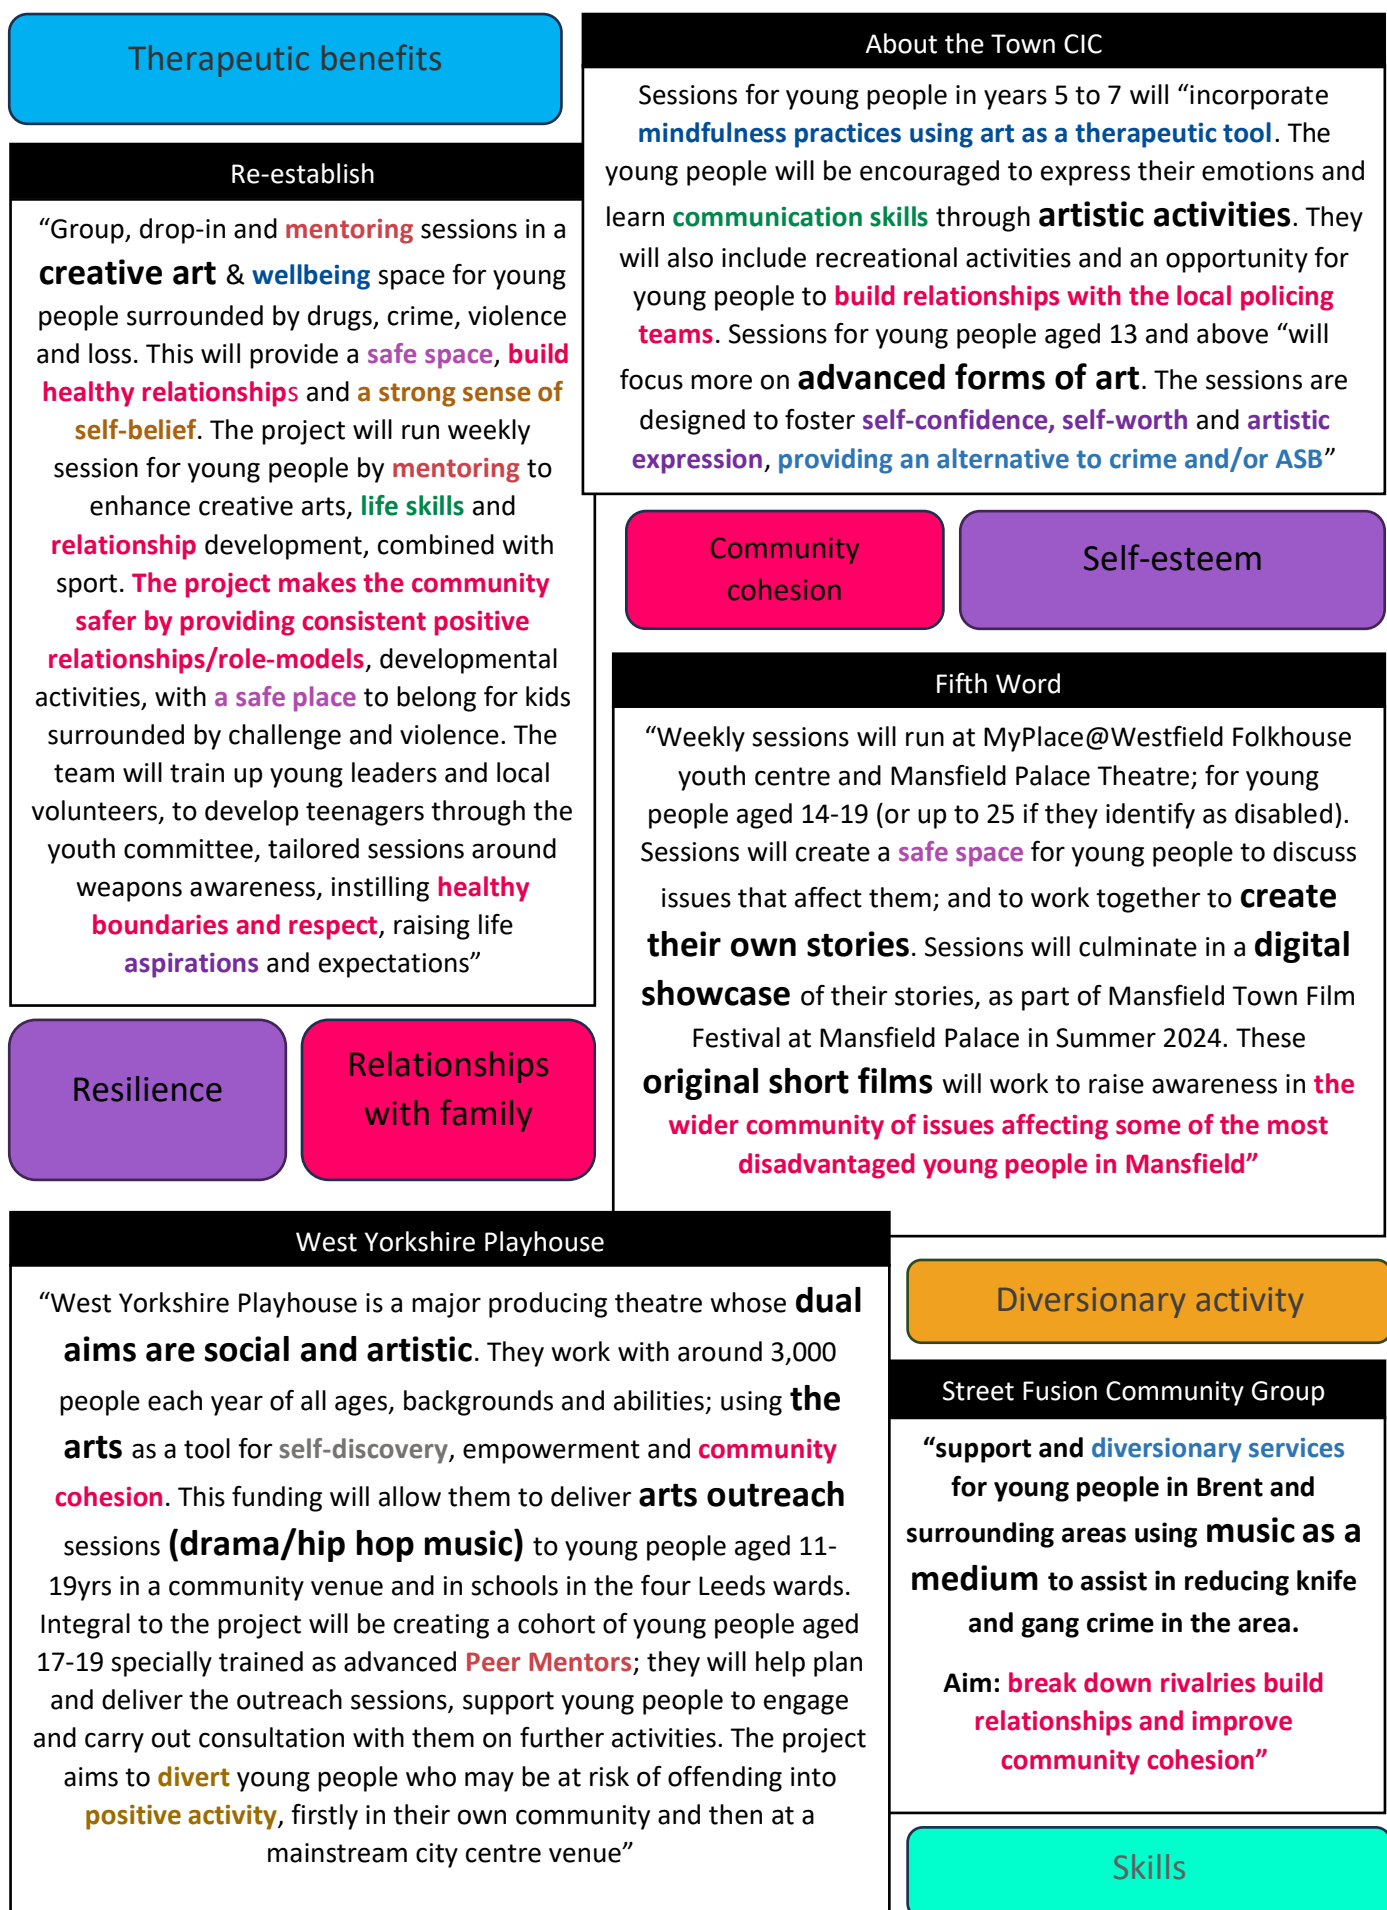 Therapeutic benefits
Re-establish
“Group, drop-in and mentoring sessions in a
creative art & wellbeing space for young
people surrounded by drugs, crime, violence
and loss. This will provide a safe space, build
healthy relationships and a strong sense of
self-belief. The project will run weekly
session for young people by mentoring to
enhance creative arts, life skills and
relationship development, combined with
sport. The project makes the community
safer by providing consistent positive
relationships/role-models, developmental
activities, with a safe place to belong for kids
surrounded by challenge and violence. The
team will train up young leaders and local
volunteers, to develop teenagers through the
youth committee, tailored sessions around
weapons awareness, instilling healthy
boundaries and respect, raising life
aspirations and expectations”
About the Town CIC
Sessions for young people in years 5 to 7 will “incorporate
mindfulness practices using art as a therapeutic tool. The
young people will be encouraged to express their emotions and
learn communication skills through artistic activities. They
will also include recreational activities and an opportunity for
young people to build relationships with the local policing
teams. Sessions for young people aged 13 and above “will
focus more on advanced forms of art. The sessions are
designed to foster self-confidence, self-worth and artistic
expression, providing an alternative to crime and/or ASB”
Community
cohesion
Self-esteem
Fifth Word
“Weekly sessions will run at MyPlace@Westfield Folkhouse
youth centre and Mansfield Palace Theatre; for young
people aged 14-19 (or up to 25 if they identify as disabled).
Sessions will create a safe space for young people to discuss
issues that affect them; and to work together to create
their own stories. Sessions will culminate in a digital
showcase of their stories, as part of Mansfield Town Film
Festival at Mansfield Palace in Summer 2024. These
original short films will work to raise awareness in the
wider community of issues affecting some of the most
disadvantaged young people in Mansfield”
Resilience
Relationships
with family
West Yorkshire Playhouse
“West Yorkshire Playhouse is a major producing theatre whose dual
aims are social and artistic. They work with around 3,000
people each year of all ages, backgrounds and abilities; using the
arts as a tool for self-discovery, empowerment and community
cohesion. This funding will allow them to deliver arts outreach
sessions (drama/hip hop music) to young people aged 11-
19yrs in a community venue and in schools in the four Leeds wards.
Integral to the project will be creating a cohort of young people aged
17-19 specially trained as advanced Peer Mentors; they will help plan
and deliver the outreach sessions, support young people to engage
and carry out consultation with them on further activities. The project
aims to divert young people who may be at risk of offending into
positive activity, firstly in their own community and then at a
mainstream city centre venue”
Diversionary activity
Street Fusion Community Group
“support and diversionary services
for young people in Brent and
surrounding areas using music as a
medium to assist in reducing knife
and gang crime in the area.
Aim: break down rivalries build
relationships and improve
community cohesion”
Skills